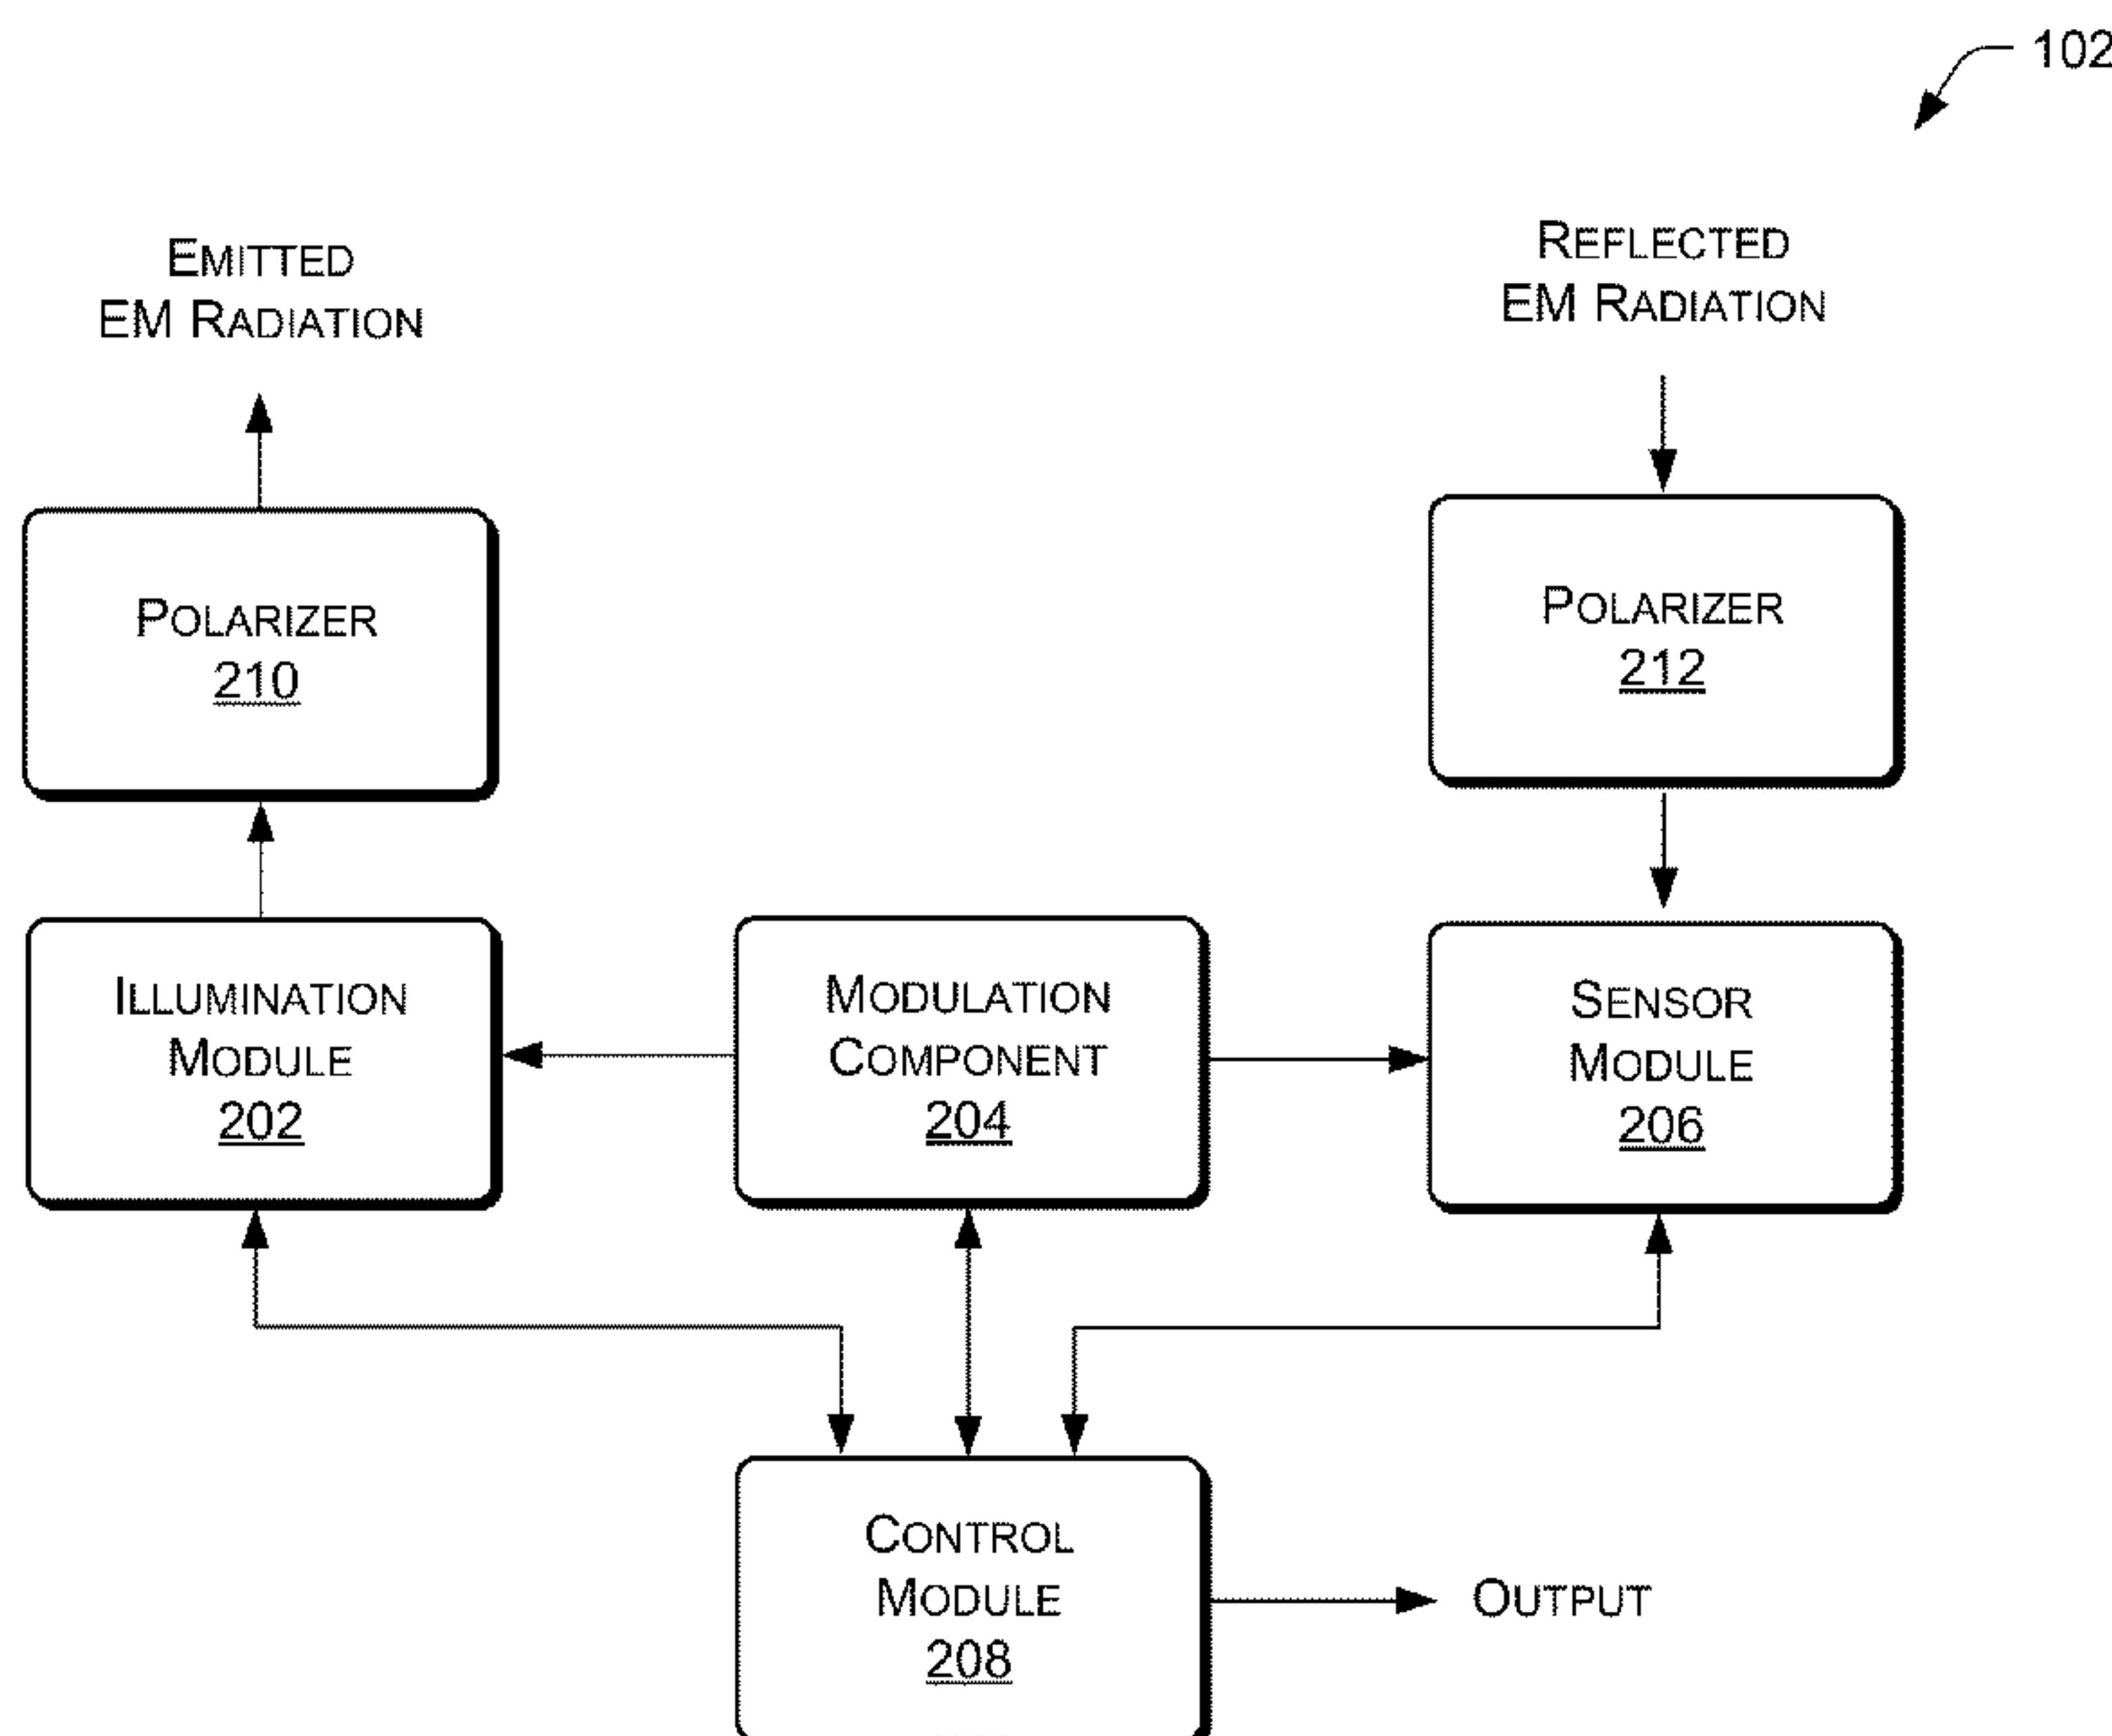 102
EMITTED
EM RADIATION
REFLECTED
EM RADIATION
POLARIZER
210
POLARIZER
212
ILLUMINATION
MODULE
202
MODULATION
COMPONENT
204
SENSOR
MODULE
206
CONTROL
MODULE
208
OUTPUT